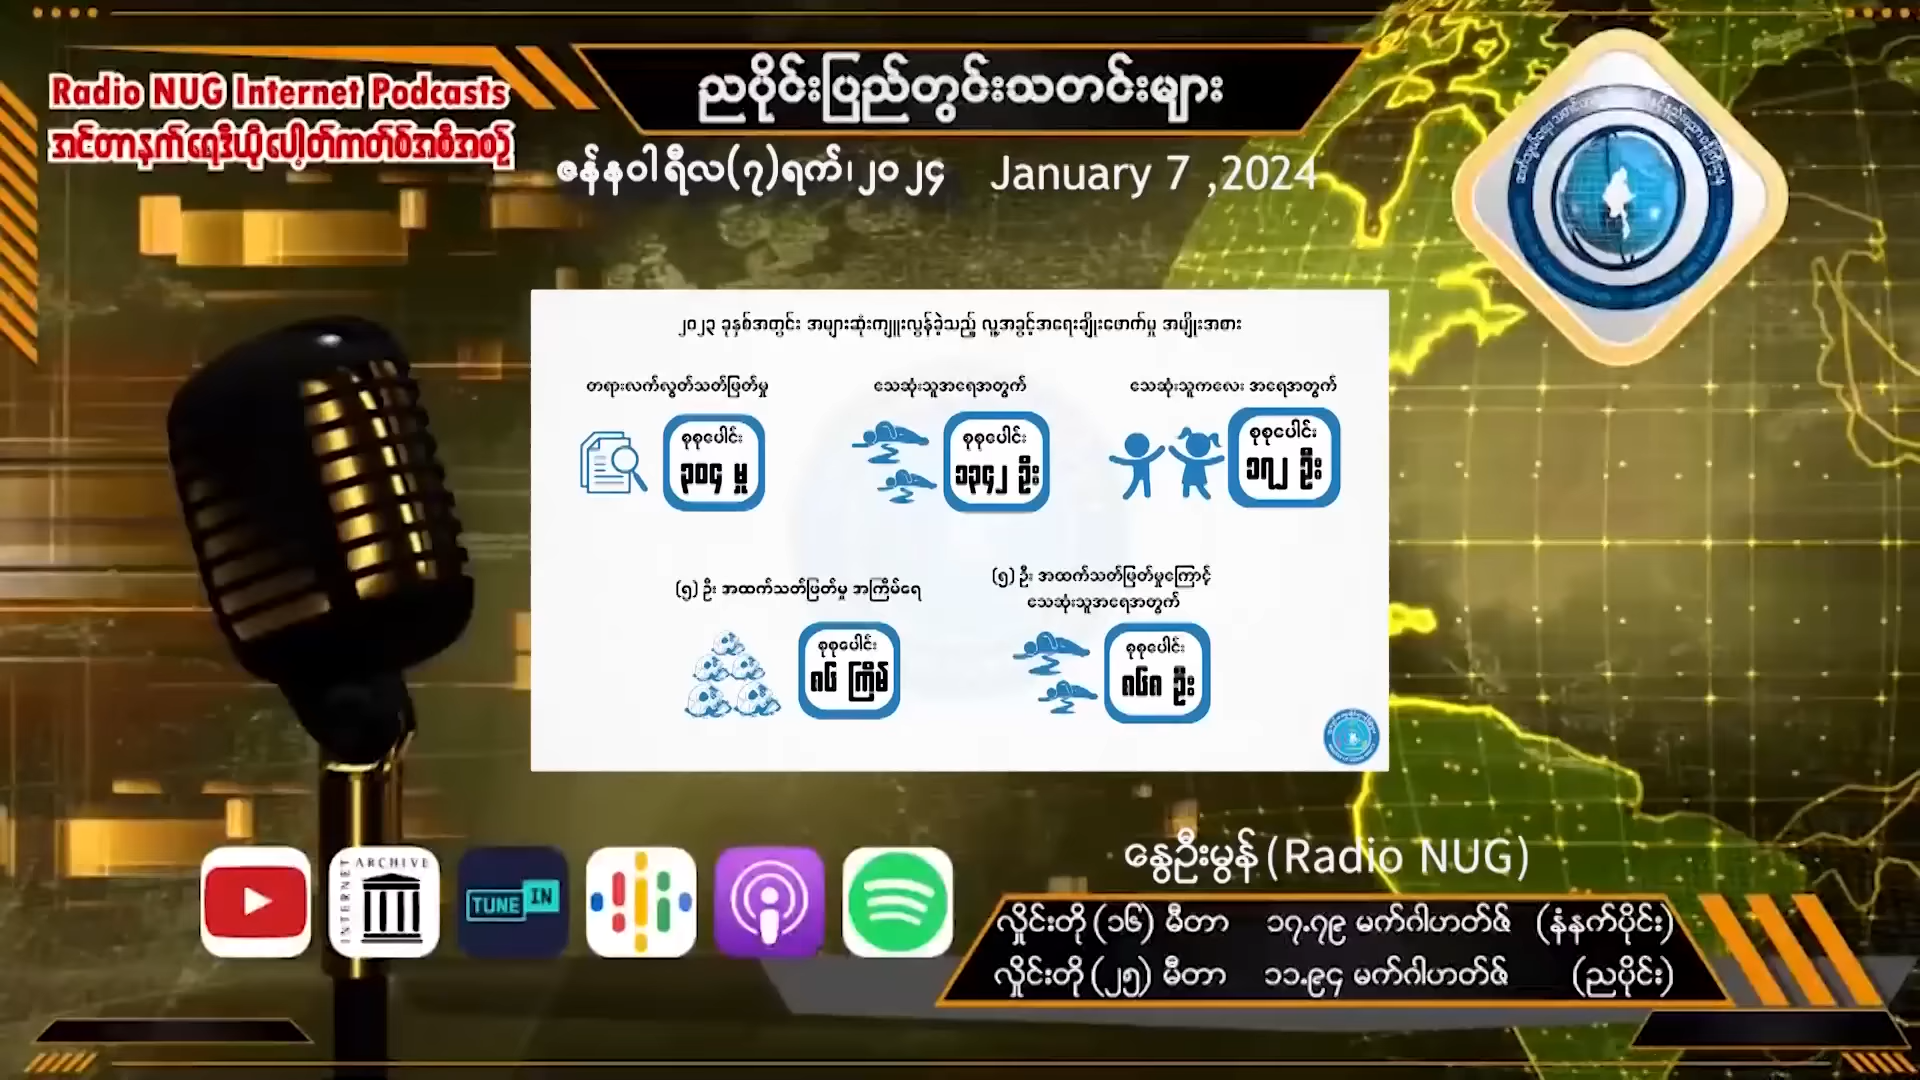 Radio NUG Internet Podcasts
အင်တာနက်ရေဒီယိုပေါ့တ်ကတ်စ်အစီအစဉ်
ညပိုင်းပြည်တွင်းသတင်းများ
ဇန်နဝါရီလ(၇)ရက်၊၂၀၂၄ January 7 ,2024
၂၀၂၃ ခုနှစ်အတွင်း အများဆုံးကျူးလွန်ခဲ့သည့် လူ့အခွင့်အရေးချိုးဖောက်မှု အမျိုးအစား
တရားလက်လွတ်သတ်ဖြတ်မှု
စုစုပေါင်း
၃၀၄ မှု
သေဆုံးသူအရေအတွက်
စုစုပေါင်း
၁၃၄၂ ဦး
သေဆုံးသူကလေး အရေအတွက်
စုစုပေါင်း
၁၇၂ ဦး
(၅) ဦး အထက်သတ်ဖြတ်မှု အကြိမ်ရေ
စုစုပေါင်း
၈၆ ကြိမ်
(၅) ဦး အထက်သတ်ဖြတ်မှုကြောင့်
သေဆုံးသူအရေအတွက်
စုစုပေါင်း
၈၆၈ ဦး
INTERNET ARCHIVE
TUNE IN
နွေဦးမွန်(Radio NUG)
လှိုင်းတို(၁၆) မီတာ ၁၇.၇၉ မက်ဂါဟတ်ဇ် (နံနက်ပိုင်း)
လှိုင်းတို(၂၅) မီတာ ၁၁.၉၄ မက်ဂါဟတ်ဇ် (ညပိုင်း)